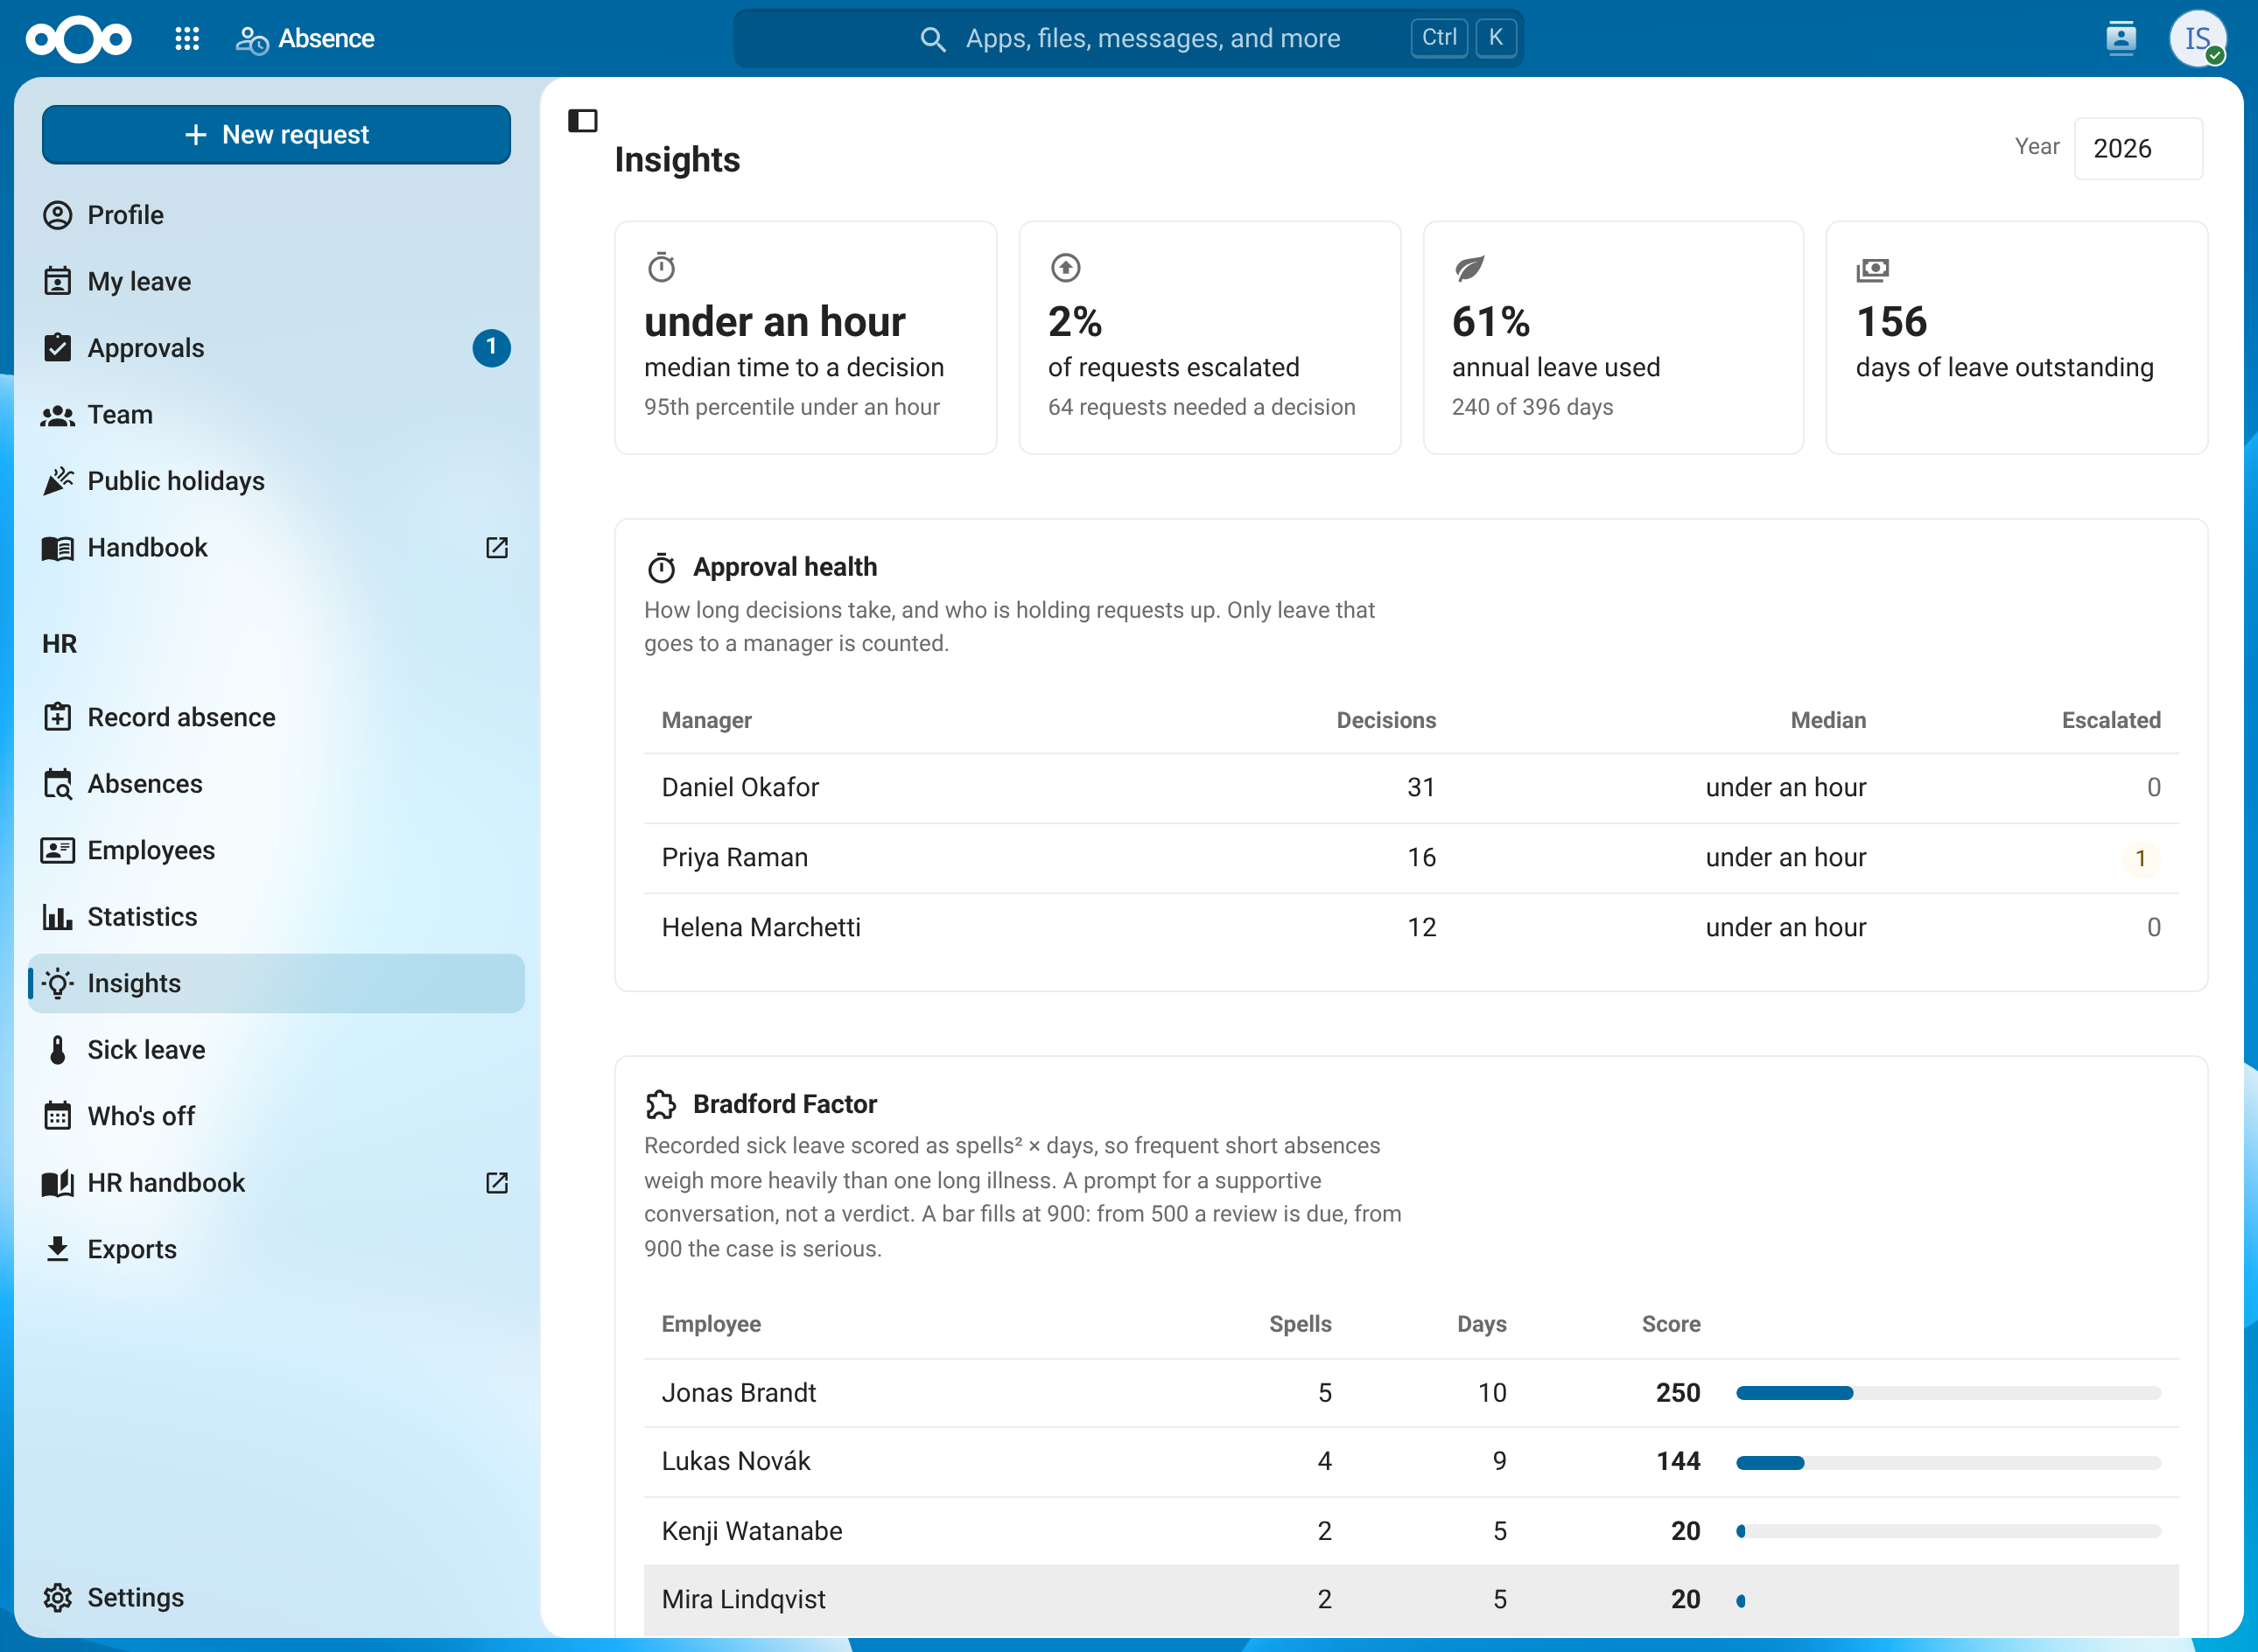 Absence
Apps, files, messages, and more
Ctrl
K
IS
New request
Profile
My leave
Approvals
1
Team
Public holidays
Handbook
HR
Record absence
Absences
Employees
Statistics
Insights
Sick leave
Who's off
HR handbook
Exports
Settings
Insights
Year
2026
under an hour
median time to a decision
95th percentile under an hour
2%
of requests escalated
64 requests needed a decision
61%
annual leave used
240 of 396 days
156
days of leave outstanding
Approval health
How long decisions take, and who is holding requests up. Only leave that
goes to a manager is counted.
Manager Decisions Median Escalated
Daniel Okafor 31 under an hour 0
Priya Raman 16 under an hour 1
Helena Marchetti 12 under an hour 0
Bradford Factor
Recorded sick leave scored as spells² × days, so frequent short absences
weigh more heavily than one long illness. A prompt for a supportive
conversation, not a verdict. A bar fills at 900: from 500 a review is due, from
900 the case is serious.
Employee Spells Days Score
Jonas Brandt 5 10 250
Lukas Novák 4 9 144
Kenji Watanabe 2 5 20
Mira Lindqvist 2 5 20